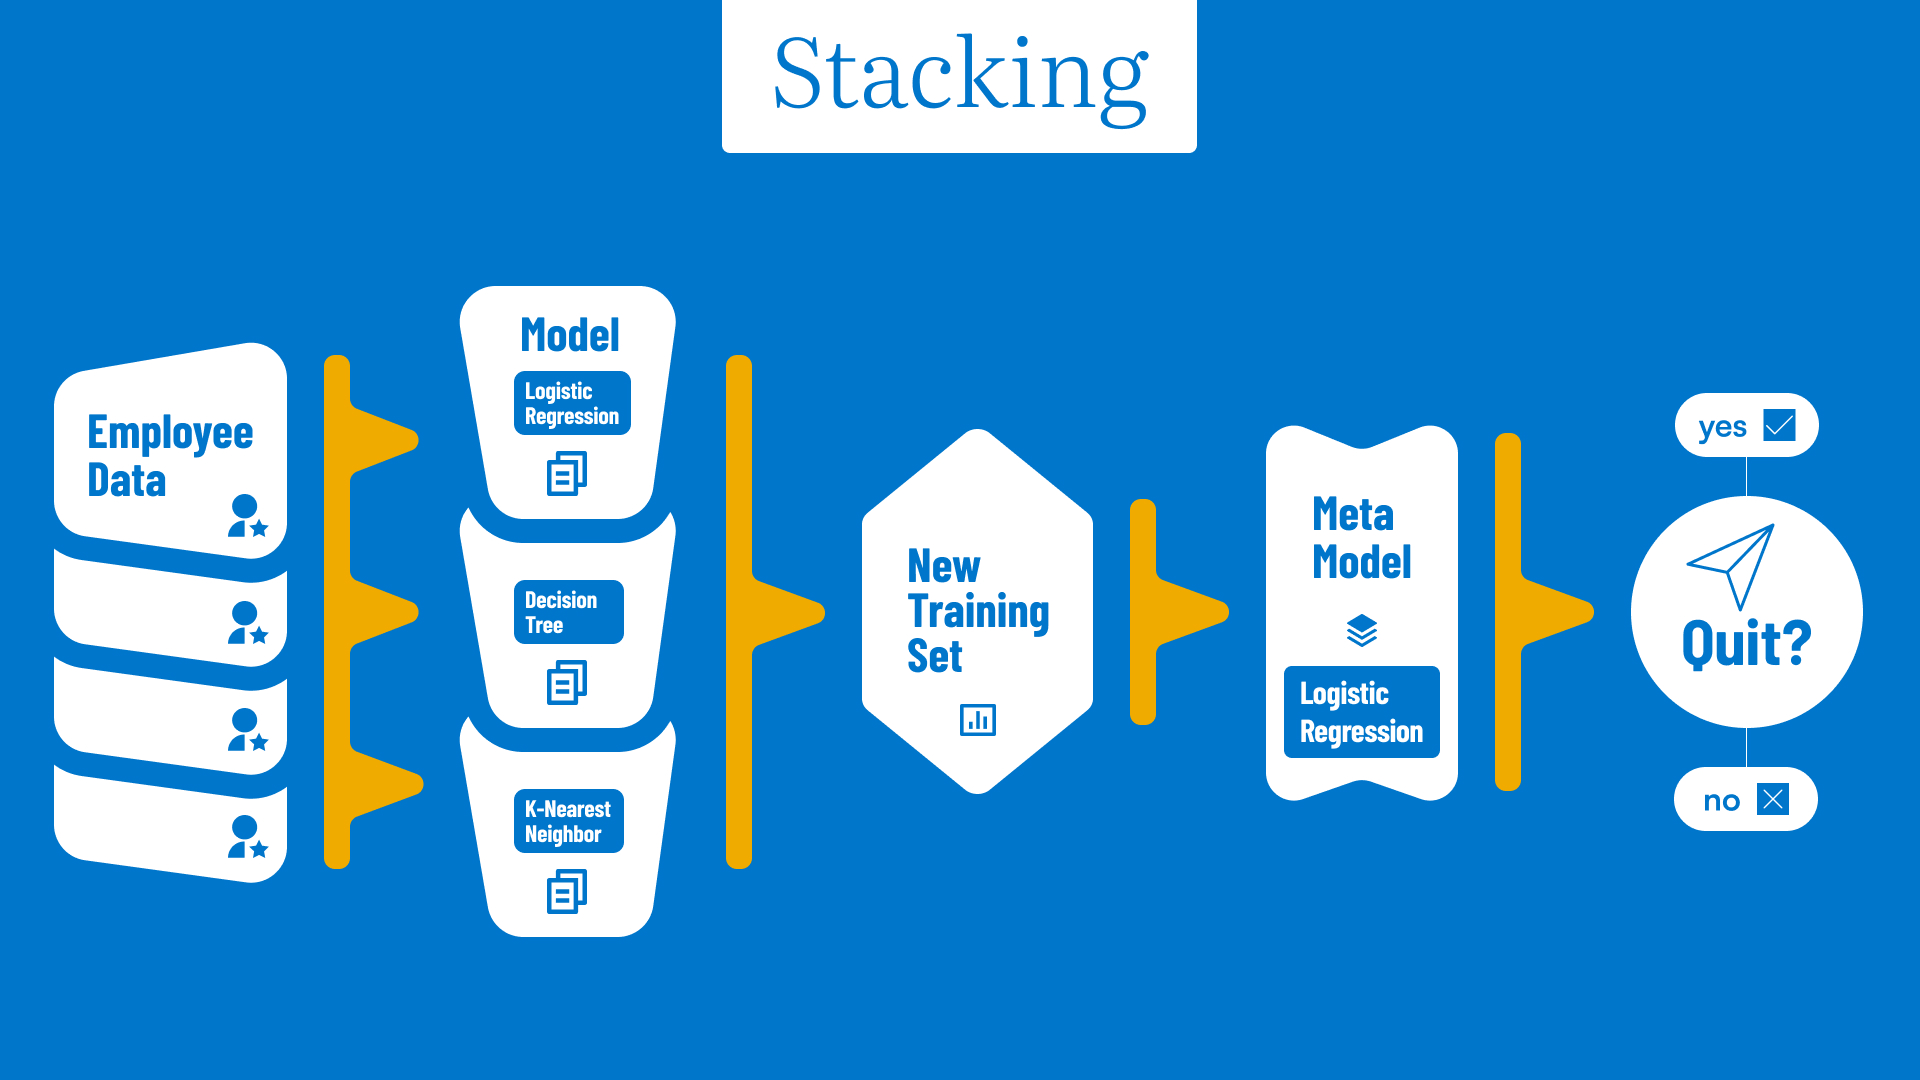 Stacking
Employee
Data
Model
Logistic
Regression
Decision
Tree
K-Nearest
Neighbor
New
Training
Set
Meta
Model
Logistic
Regression
yes
Quit?
no